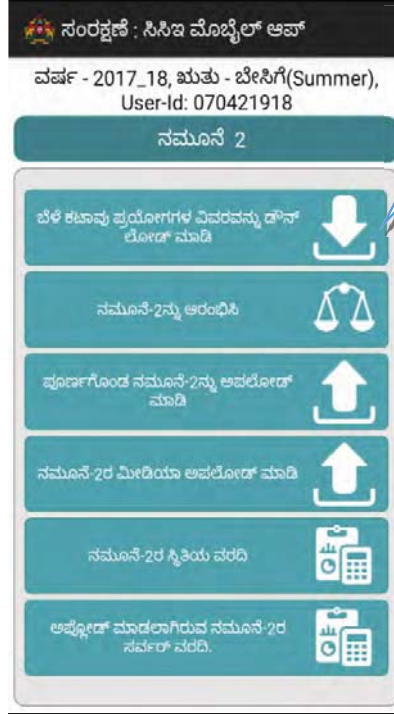 ಸಂರಕ್ಷಣೆ : ಸಿಸಿಇ ಮೊಬೈಲ್ ಆಪ್
ವರ್ಷ - 2017_18, ಋತು - ಬೇಸಿಗೆ(Summer),
User-Id: 070421918
ನಮೂನೆ 2
ಬೆಳೆ ಕಟಾವು ಪ್ರಯೋಗಗಳ ವಿವರವನ್ನು ಡೌನ್
ಲೋಡ್ ಮಾಡಿ
ನಮೂನೆ-2ನ್ನು ಆರಂಭಿಸಿ
ಪೂರ್ಣಗೊಂಡ ನಮೂನೆ-2ನ್ನು ಅಪಲೋಡ್
ಮಾಡಿ
ನಮೂನೆ-2ರ ಮೀಡಿಯಾ ಅಪಲೋಡ್ ಮಾಡಿ
ನಮೂನೆ-2ರ ಸ್ಥಿತಿಯ ವರದಿ
ಅಪ್ಲೋಡ್ ಮಾಡಲಾಗಿರುವ ನಮೂನೆ-2ರ
ಸರ್ವರ್ ವರದಿ.